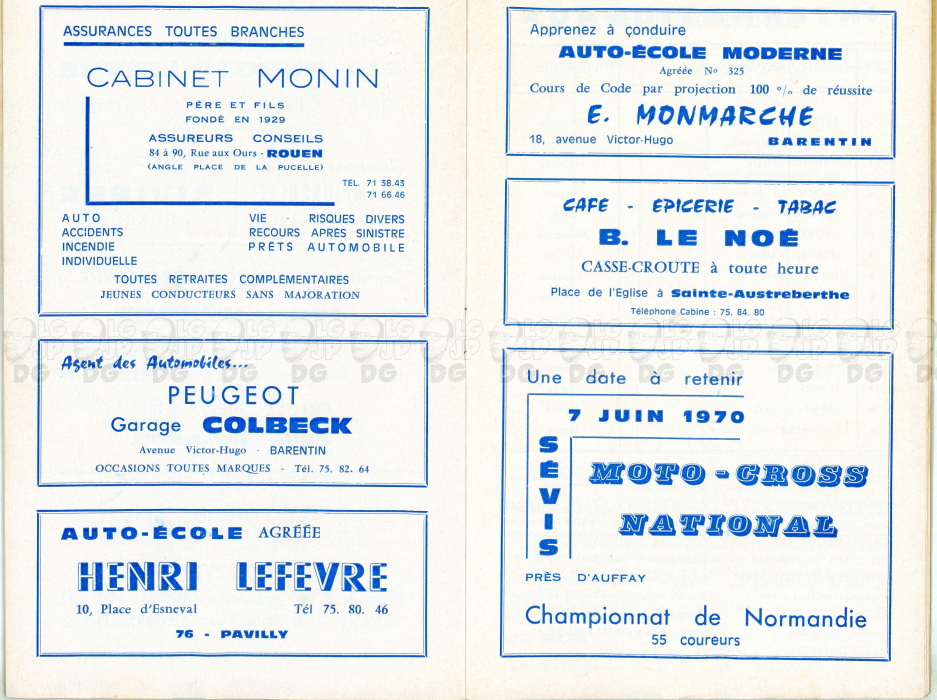 ASSURANCES TOUTES BRANCHES
CABINET MONIN
PÈRE ET FILS
FONDÉ EN 1929
ASSUREURS CONSEILS
84 à 90, Rue aux Ours - ROUEN
(ANGLE PLACE DE LA PUCELLE)
TEL. 71 38.43
71 66.46
AUTO
ACCIDENTS
INCENDIE
INDIVIDUELLE
VIE - RISQUES DIVERS
RECOURS APRÈS SINISTRE
PRÊTS AUTOMOBILE
TOUTES RETRAITES COMPLÉMENTAIRES
JEUNES CONDUCTEURS SANS MAJORATION
Agent des Automobiles...
PEUGEOT
Garage COLBECK
Avenue Victor-Hugo - BARENTIN
OCCASIONS TOUTES MARQUES - Tél. 75. 82. 64
AUTO-ÉCOLE AGRÉÉE
HENRI LEFEVRE
10, Place d'Esneval Tél 75. 80. 46
76 - PAVILLY
Apprenez à çonduire
AUTO-ÉCOLE MODERNE
Agréée No 325
Cours de Code par projection 100 % de réussite
E. MONMARCHÉ
18, avenue Victor-Hugo BARENTIN
CAFE - EPICERIE - TABAC
B. LE NOÉ
CASSE-CROUTE à toute heure
Place de l'Eglise à Sainte-Austreberthe
Téléphone Cabine : 75. 84. 80
Une date à retenir
7 JUIN 1970
SÉVIS
MOTO-CROSS
NATIONAL
PRÈS D'AUFFAY
Championnat de Normandie
55 coureurs